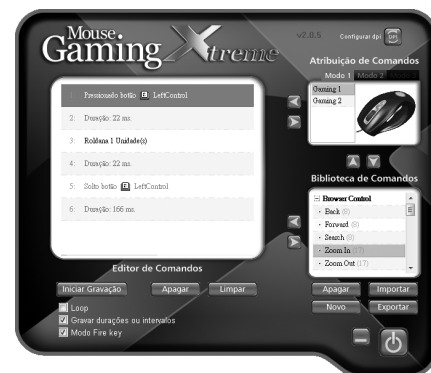 Mouse
Gaming Xtreme
v2.0.5
Configurar dpi
DPI
Atribuição de Comandos
Modo 1 Modo 2
Gaming 1
Gaming 2
1: Pressionado botão LeftControl
2: Duração: 22 ms.
3: Roldana 1 Unidade(s)
4: Duração: 22 ms.
5: Solto botão LeftControl
6: Duração: 166 ms.
Biblioteca de Comandos
Browser Control
- Back (6)
- Forward (9)
- Search (9)
- Zoom In (17)
- Zoom Out (17)
Editor de Comandos
Iniciar Gravação Apagar Limpar
Apagar Importar
Novo Exportar
Loop
Gravar durações ou intervalos
Modo Fire key